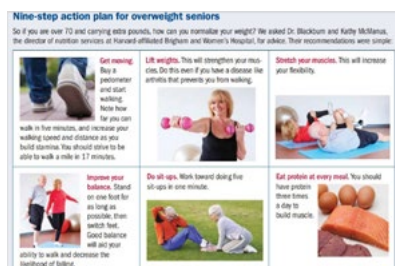 Nine-step action plan for overweight seniors
So if you are over 70 and carrying extra pounds, how can you normalize your weight? We asked Dr. Blackburn and Kathy McManus,
the director of nutrition services at Harvard-affiliated Brigham and Women's Hospital, for advice. Their recommendations were simple:
Get moving.
Buy a
pedometer
and start
walking.
Note how
far you can
walk in five minutes, and increase your
walking speed and distance as you
build stamina. You should strive to be
able to walk a mile in 17 minutes.
Lift weights. This will strengthen your mus-
cles. Do this even if you have a disease like
arthritis that prevents you from walking.
Stretch your muscles. This will increase
your flexibility.
Improve your
balance. Stand
on one foot for
as long as
possible, then
switch feet.
Good balance
will aid your
ability to walk and decrease the
likelihood of falling.
Do sit-ups. Work toward doing five
sit-ups in one minute.
Eat protein at every meal. You should
have protein
three times
a day to
build muscle.